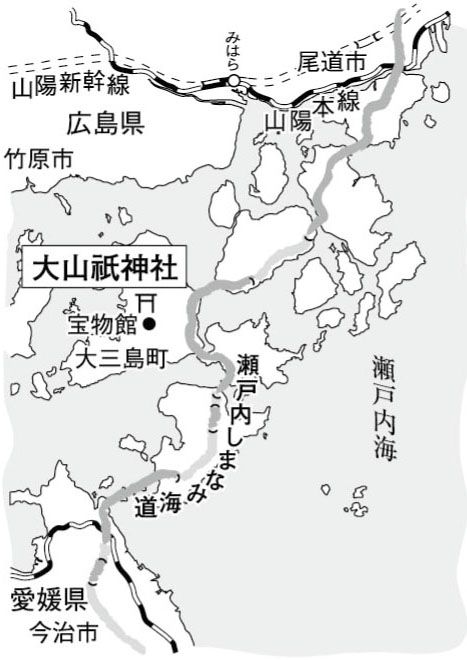 みはら
尾道市
山陽新幹線
山陽本線
広島県
竹原市
大山祇神社
宝物館
大三島町
瀬戸内しまなみ海道
瀬戸内海
愛媛県
今治市